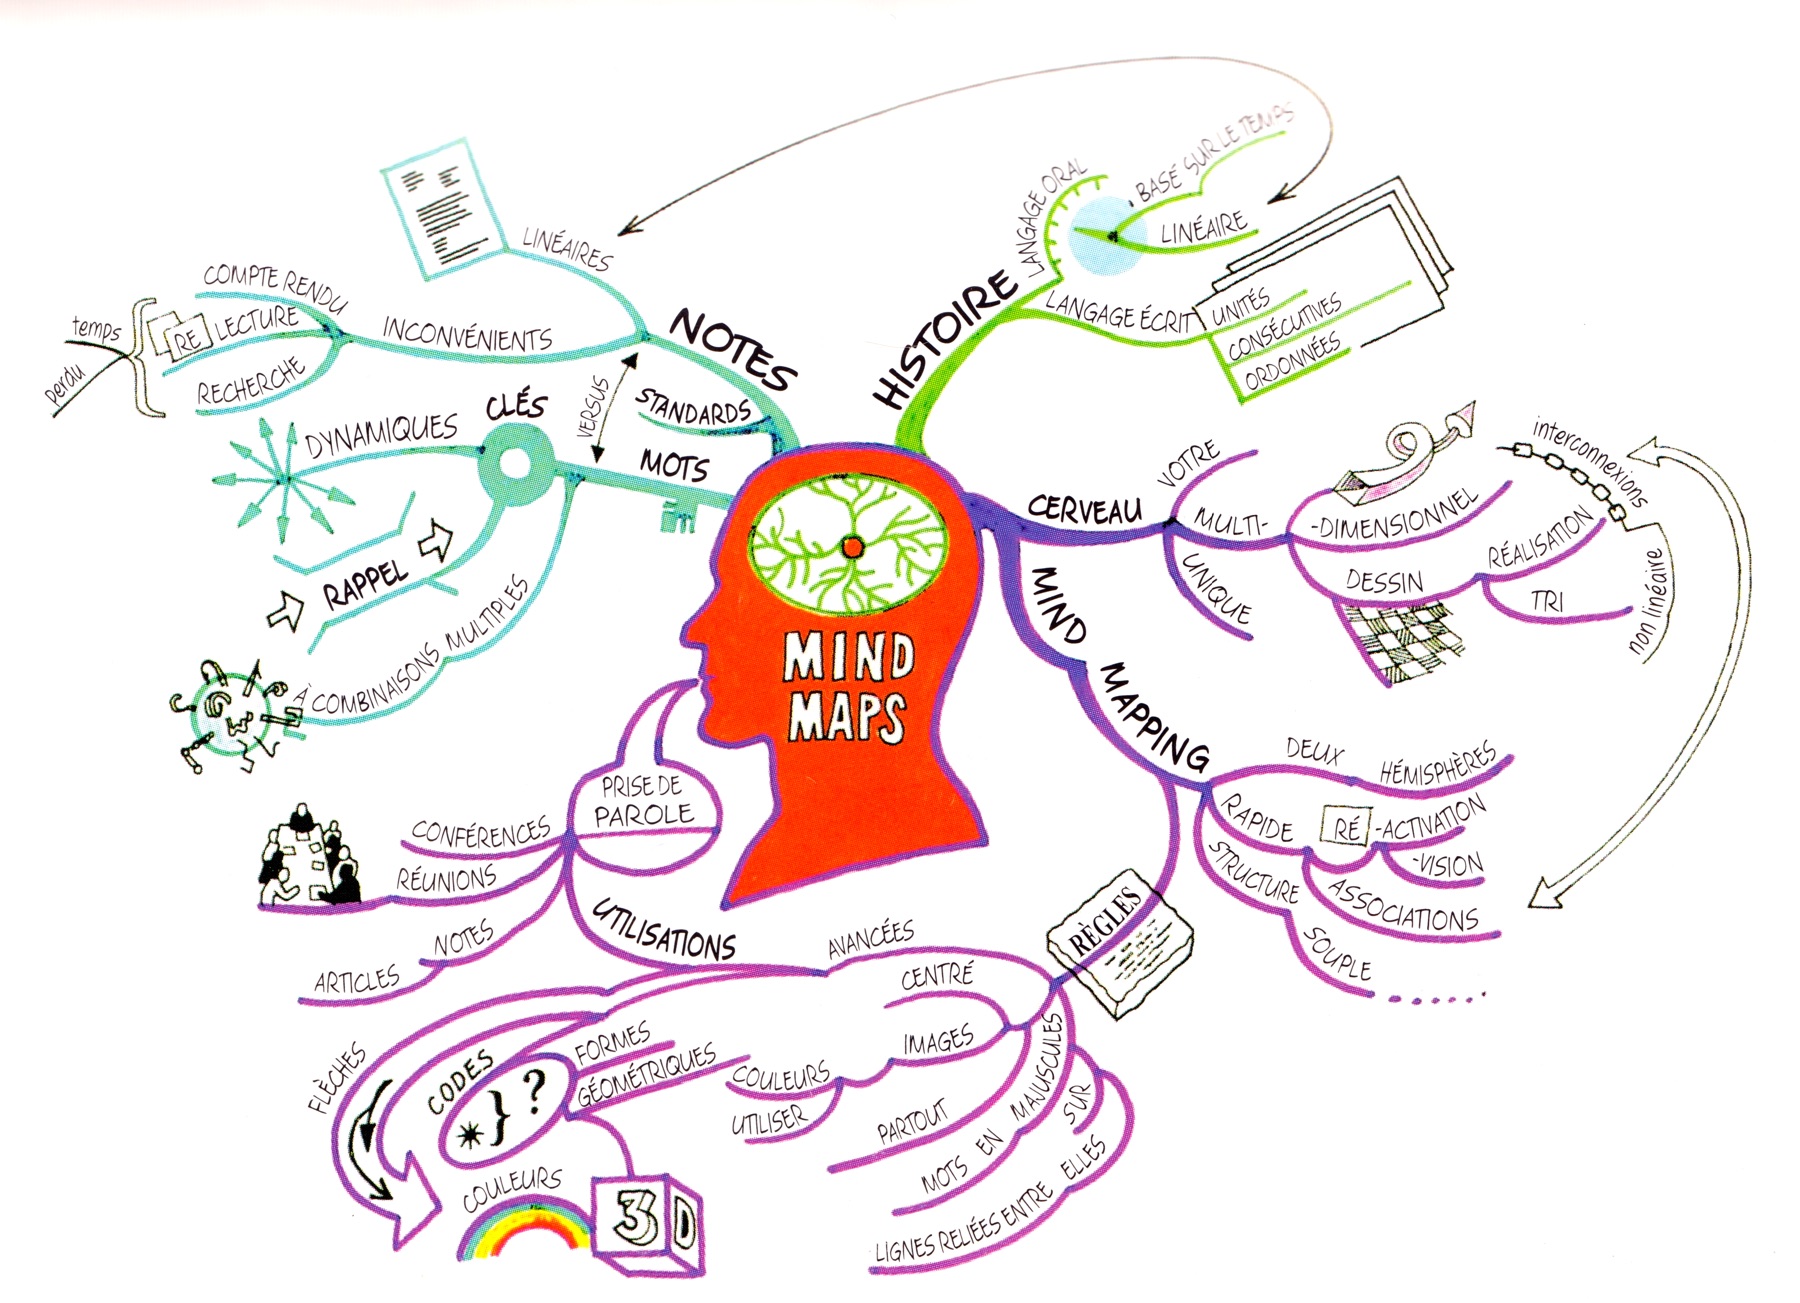 MIND
MAPS
HISTOIRE
LANGAGE ORAL
BASÉ SUR LE TEMPS
LINÉAIRE
LANGAGE ÉCRIT
UNITÉS
CONSÉCUTIVES
ORDONNÉES
CERVEAU
VOTRE
MULTI-
-DIMENSIONNEL
DESSIN
RÉALISATION
TRI
UNIQUE
interconnexions
non linéaire
MIND MAPPING
DEUX
HÉMISPHÈRES
RAPIDE
RÉ
-ACTIVATION
-VISION
ASSOCIATIONS
STRUCTURE
SOUPLE
RÈGLES
CENTRÉ
IMAGES
COULEURS
UTILISER
PARTOUT
MOTS EN MAJUSCULES
SUR
LIGNES RELIÉES ENTRE ELLES
UTILISATIONS
AVANCÉES
PRISE DE
PAROLE
CONFÉRENCES
RÉUNIONS
NOTES
ARTICLES
FLÈCHES
CODES
*}?
FORMES
GÉOMÉTRIQUES
COULEURS
3D
MOTS
CLÉS
DYNAMIQUES
RAPPEL
À COMBINAISONS MULTIPLES
VERSUS
NOTES
STANDARDS
LINÉAIRES
INCONVÉNIENTS
COMPTE RENDU
RE LECTURE
RECHERCHE
temps
perdu